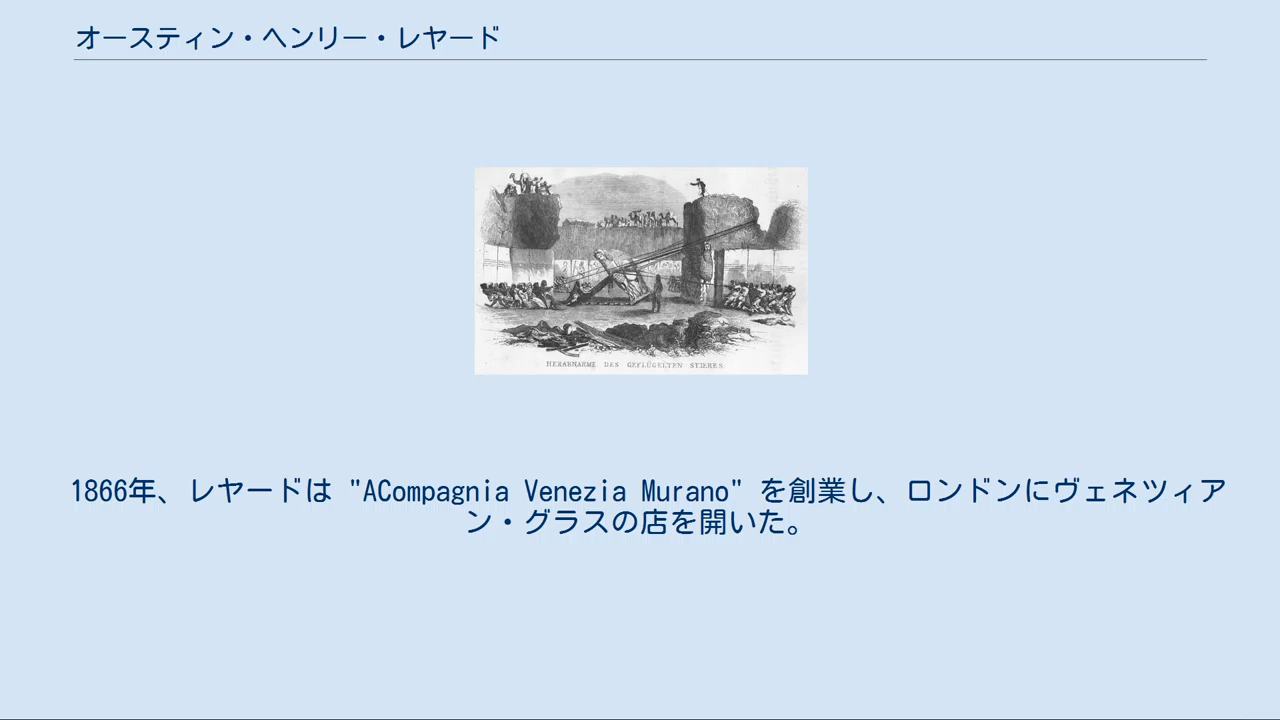 オースティン・ヘンリー・レヤード
HERABNAHME DES GEFLÜGELTEN STIERES
1866年、レヤードは "ACompagnia Venezia Murano" を創業し、ロンドンにヴェネツィア
ン・グラスの店を開いた。